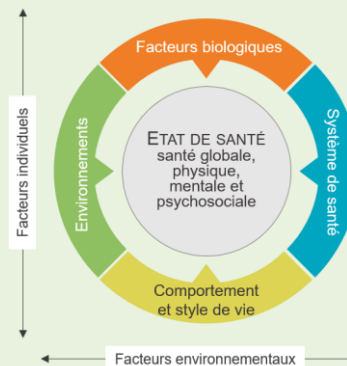 Facteurs individuels
Facteurs biologiques
Environnements
ETAT DE SANTÉ
santé globale,
physique,
mentale et
psychosociale
Système
de santé
Comportement
et style de vie
Facteurs environnementaux